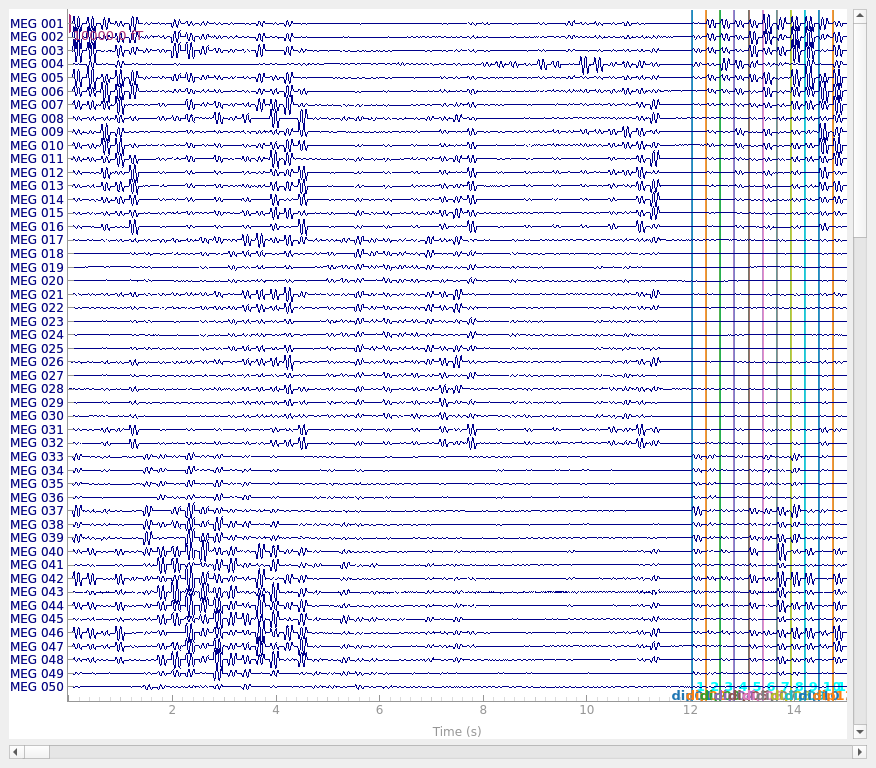 MEG 001
MEG 002
MEG 003
MEG 004
MEG 005
MEG 006
MEG 007
MEG 008
MEG 009
MEG 010
MEG 011
MEG 012
MEG 013
MEG 014
MEG 015
MEG 016
MEG 017
MEG 018
MEG 019
MEG 020
MEG 021
MEG 022
MEG 023
MEG 024
MEG 025
MEG 026
MEG 027
MEG 028
MEG 029
MEG 030
MEG 031
MEG 032
MEG 033
MEG 034
MEG 035
MEG 036
MEG 037
MEG 038
MEG 039
MEG 040
MEG 041
MEG 042
MEG 043
MEG 044
MEG 045
MEG 046
MEG 047
MEG 048
MEG 049
MEG 050
2 4 6 8 10 12 14
Time (s)